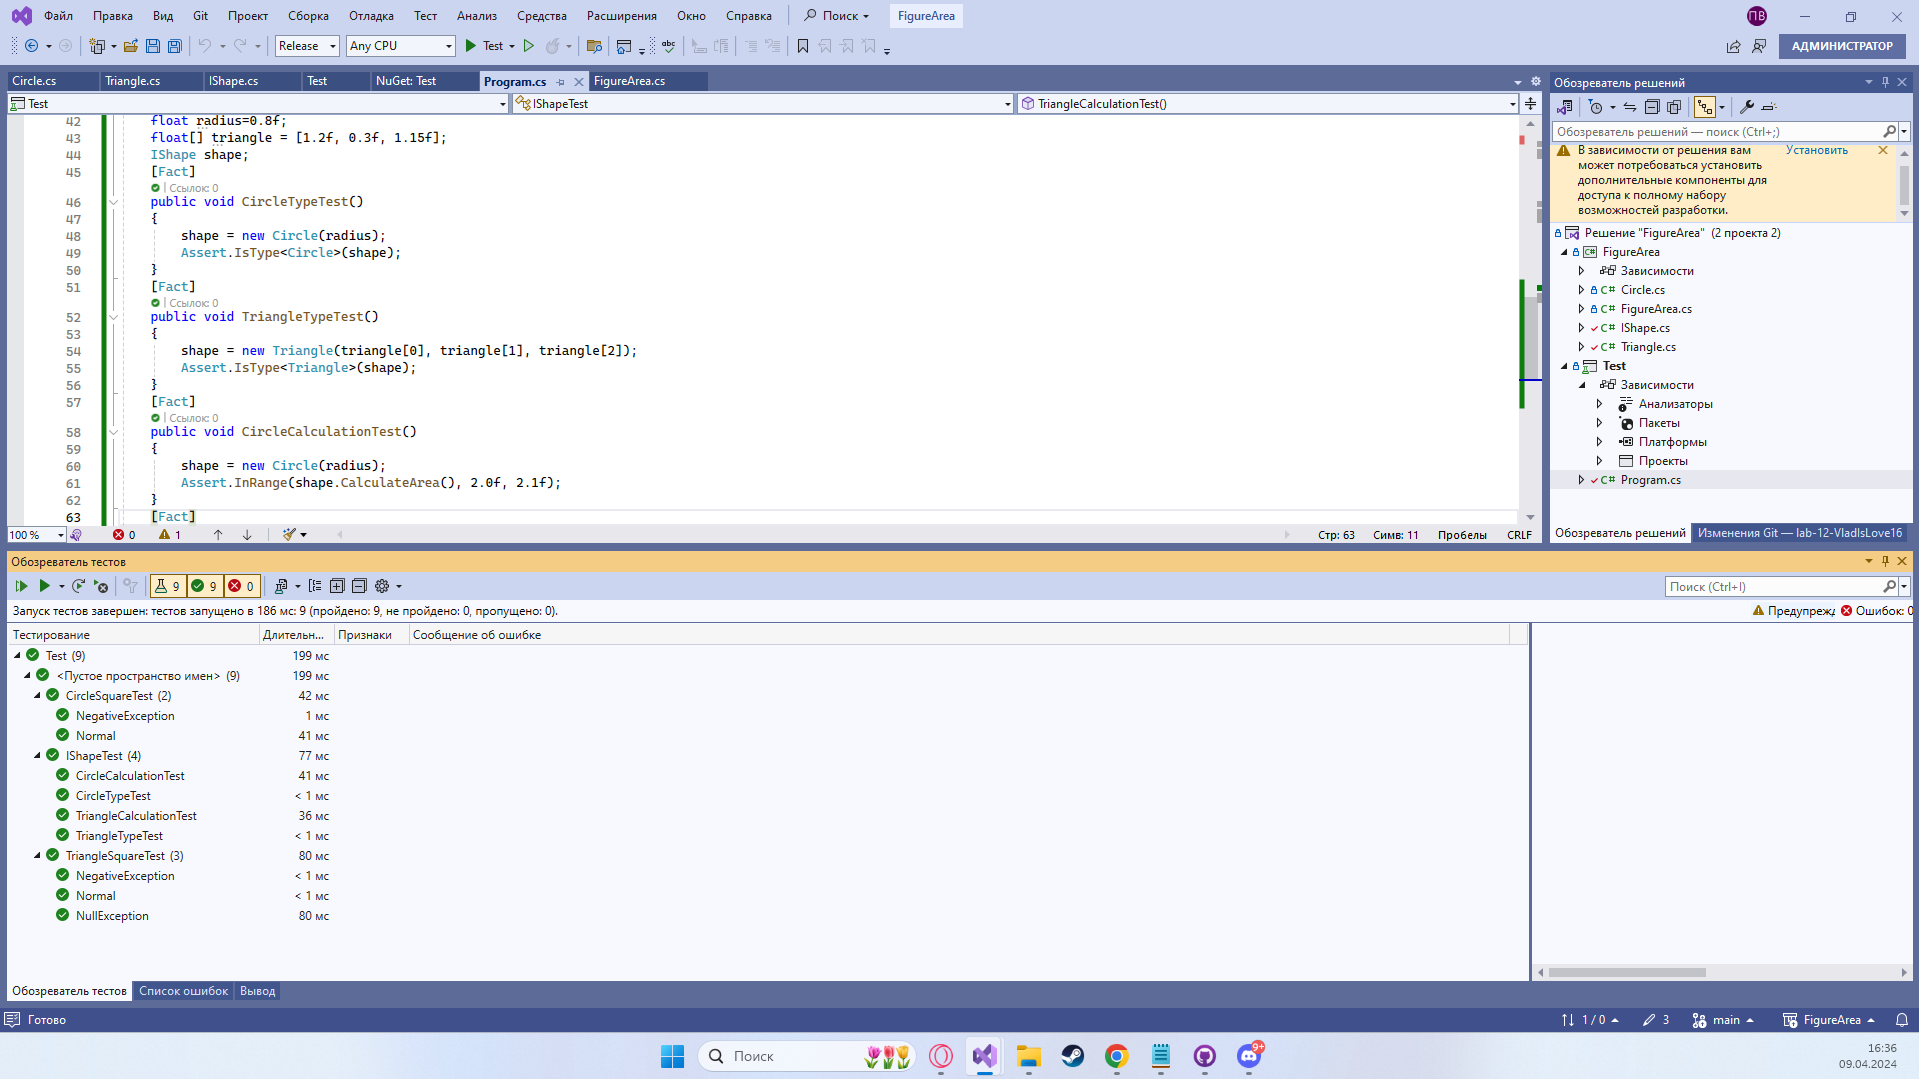 Файл Правка Вид Git Проект Сборка Отладка Тест Анализ Средства Расширения Окно Справка Поиск FigureArea ПВ
Release Any CPU Test abc АДМИНИСТРАТОР
Circle.cs Triangle.cs IShape.cs Test NuGet: Test Program.cs FigureArea.cs
Test IShapeTest TriangleCalculationTest()
42 float radius=0.8f;
43 float[] triangle = [1.2f, 0.3f, 1.15f];
44 IShape shape;
45 [Fact]
Ссылок: 0
46 public void CircleTypeTest()
47 {
48 shape = new Circle(radius);
49 Assert.IsType<Circle>(shape);
50 }
51 [Fact]
Ссылок: 0
52 public void TriangleTypeTest()
53 {
54 shape = new Triangle(triangle[0], triangle[1], triangle[2]);
55 Assert.IsType<Triangle>(shape);
56 }
57 [Fact]
Ссылок: 0
58 public void CircleCalculationTest()
59 {
60 shape = new Circle(radius);
61 Assert.InRange(shape.CalculateArea(), 2.0f, 2.1f);
62 }
63 [Fact]
100 % 0 1 Стр: 63 Симв: 11 Пробелы CRLF
Обозреватель решений
Обозреватель решений — поиск (Ctrl+;)
В зависимости от решения вам Установить
может потребоваться установить
дополнительные компоненты для
доступа к полному набору
возможностей разработки.
Решение "FigureArea" (2 проекта 2)
FigureArea
Зависимости
C# Circle.cs
C# FigureArea.cs
C# IShape.cs
C# Triangle.cs
Test
Зависимости
Анализаторы
Пакеты
Платформы
Проекты
C# Program.cs
Обозреватель решений Изменения Git — lab-12-VladIsLove16
Обозреватель тестов
9 9 0 Поиск (Ctrl+I)
Запуск тестов завершен: тестов запущено в 186 мс: 9 (пройдено: 9, не пройдено: 0, пропущено: 0). Предупреж Ошибок: 0
Тестирование Длительн... Признаки Сообщение об ошибке
Test (9) 199 мс
<Пустое пространство имен> (9) 199 мс
CircleSquareTest (2) 42 мс
NegativeException 1 мс
Normal 41 мс
IShapeTest (4) 77 мс
CircleCalculationTest 41 мс
CircleTypeTest < 1 мс
TriangleCalculationTest 36 мс
TriangleTypeTest < 1 мс
TriangleSquareTest (3) 80 мс
NegativeException < 1 мс
Normal < 1 мс
NullException 80 мс
Обозреватель тестов Список ошибок Вывод
Готово 1 / 0 3 main FigureArea
Поиск 9+ 16:36
09.04.2024